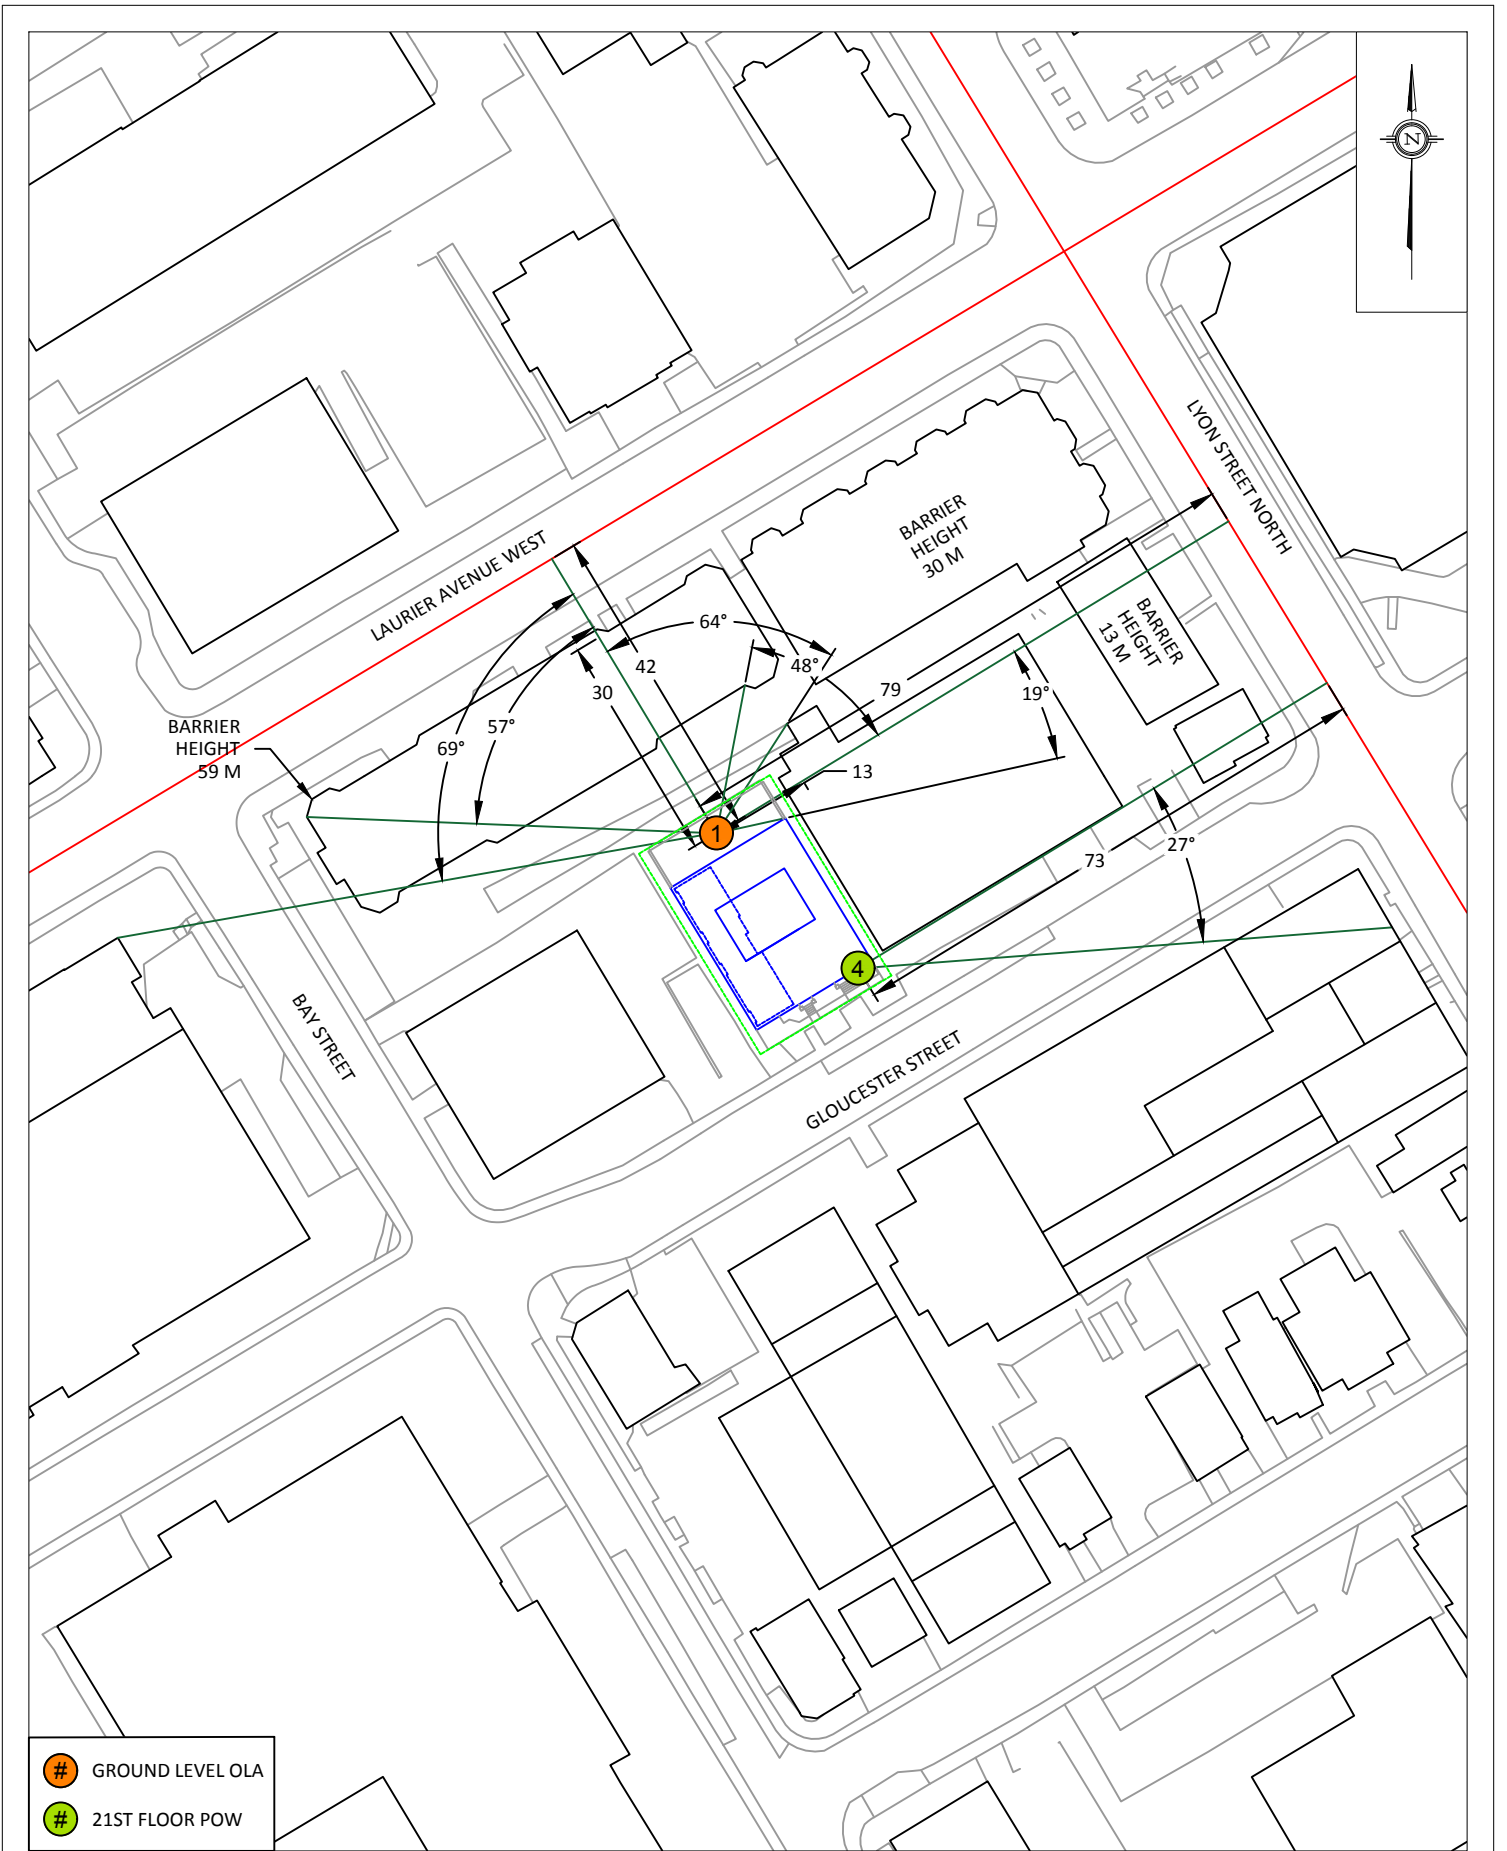 N
LYON STREET NORTH
BARRIER
HEIGHT
30 M
LAURIER AVENUE WEST
BARRIER
HEIGHT
13 M
64°
42
48°
30
79
19°
57°
69°
BARRIER
HEIGHT
59 M
13
1
73
27°
4
BAY STREET
GLOUCESTER STREET
# GROUND LEVEL OLA
# 21ST FLOOR POW